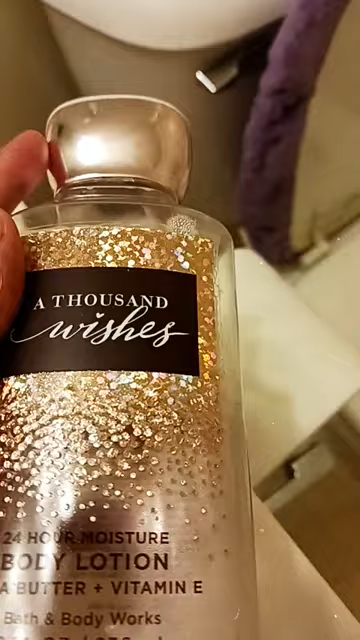 A THOUSAND
wishes
24 HOUR MOISTURE
BODY LOTION
A BUTTER + VITAMIN E
Bath & Body Works